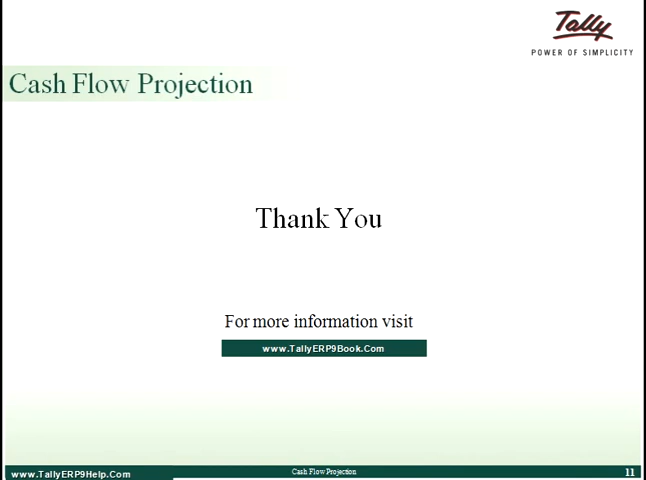 Tally
POWER OF SIMPLICITY
Cash Flow Projection
Thank You
For more information visit
www.TallyERP9Book.Com
www.TallyERP9Help.Com
Cash Flow Projection
11